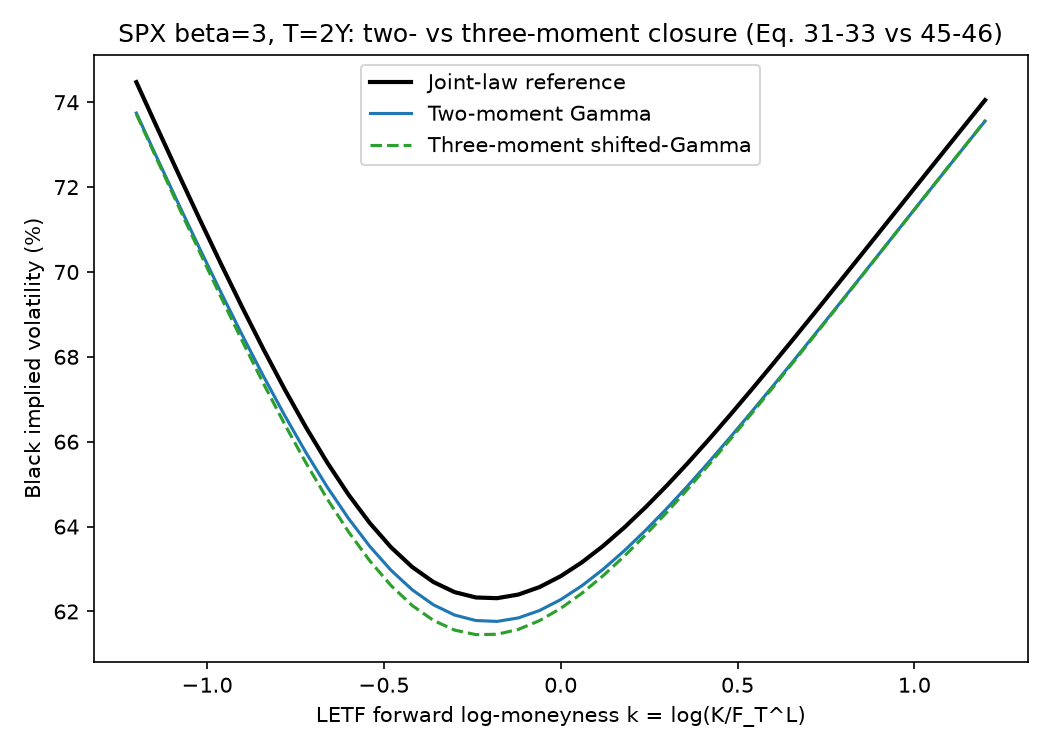 SPX beta=3, T=2Y: two- vs three-moment closure (Eq. 31-33 vs 45-46)
Joint-law reference
Two-moment Gamma
Three-moment shifted-Gamma
Black implied volatility (%)
74
72
70
68
66
64
62
−1.0
−0.5
0.0
0.5
1.0
LETF forward log-moneyness k = log(K/F_T^L)